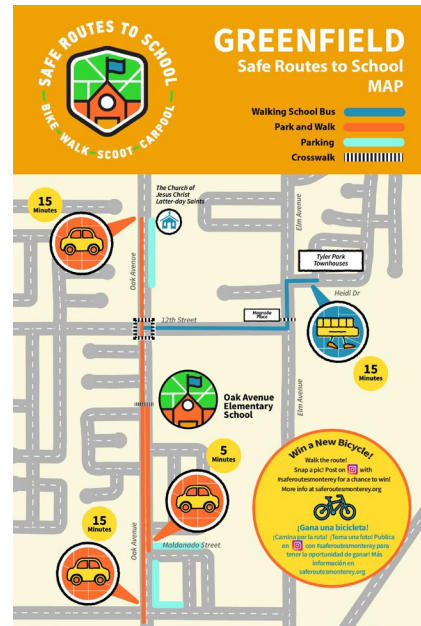 SAFE ROUTES TO SCHOOL
BIKE-WALK-SCOOT-CARPOOL
GREENFIELD
Safe Routes to School
MAP
Walking School Bus
Park and Walk
Parking
Crosswalk
15
Minutes
The Church of
Jesus Christ
Latter-day Saints
Oak Avenue
Elm Avenue
Tyler Park
Townhouses
Heidi Dr
12th Street
Magnolia
Place
15
Minutes
Oak Avenue
Elementary
School
Elm Avenue
5
Minutes
15
Minutes
Oak Avenue
Maldanado Street
Win a New Bicycle!
Walk the route!
Snap a pic! Post on with
#saferoutesmonterey for a chance to win!
More info at saferoutesmonterey.org
¡Gana una bicicleta!
¡Camina por la ruta! ¡Toma una foto! Publica
en con #saferoutesmonterey para
tener la oportunidad de ganar! Más
información en
saferoutesmonterey.org